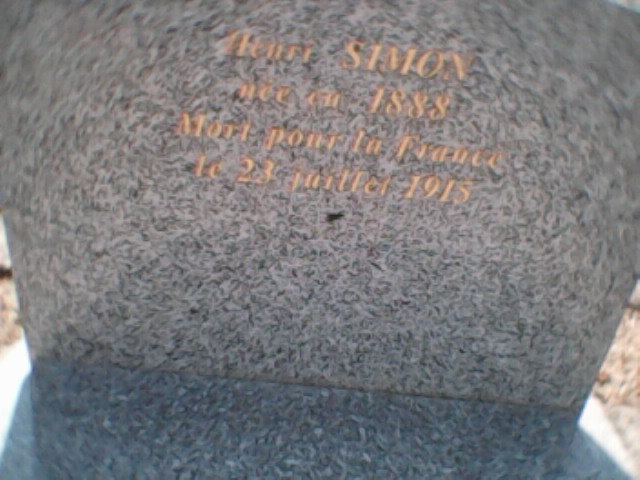 Henri SIMON
née en 1888
Mort pour la France
le 23 juillet 1915